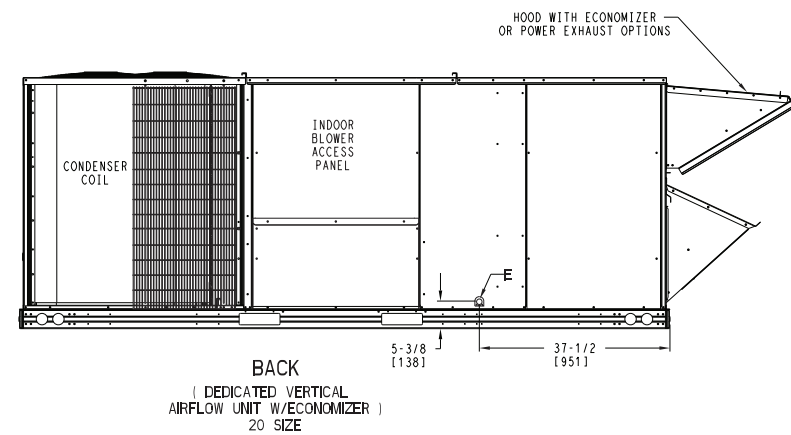 HOOD WITH ECONOMIZER
OR POWER EXHAUST OPTIONS
INDOOR
BLOWER
ACCESS
PANEL
CONDENSER
COIL
E
5-3/8
[138]
37-1/2
[951]
BACK
( DEDICATED VERTICAL
AIRFLOW UNIT W/ECONOMIZER )
20 SIZE